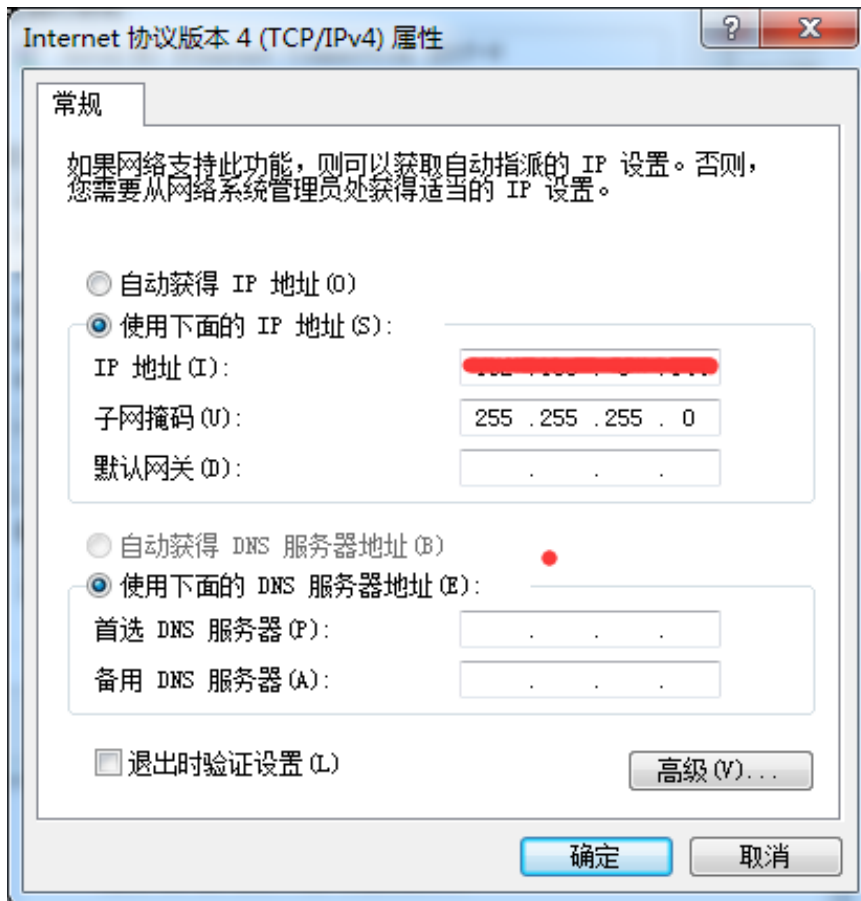 Internet 协议版本 4 (TCP/IPv4) 属性
常规
如果网络支持此功能，则可以获取自动指派的 IP 设置。否则，
您需要从网络系统管理员处获得适当的 IP 设置。
自动获得 IP 地址(O)
使用下面的 IP 地址(S):
IP 地址(I):
子网掩码(U): 255 .255 .255 . 0
默认网关(D): . . .
自动获得 DNS 服务器地址(B)
使用下面的 DNS 服务器地址(E):
首选 DNS 服务器(P): . . .
备用 DNS 服务器(A): . . .
退出时验证设置(L)
高级(V)...
确定 取消